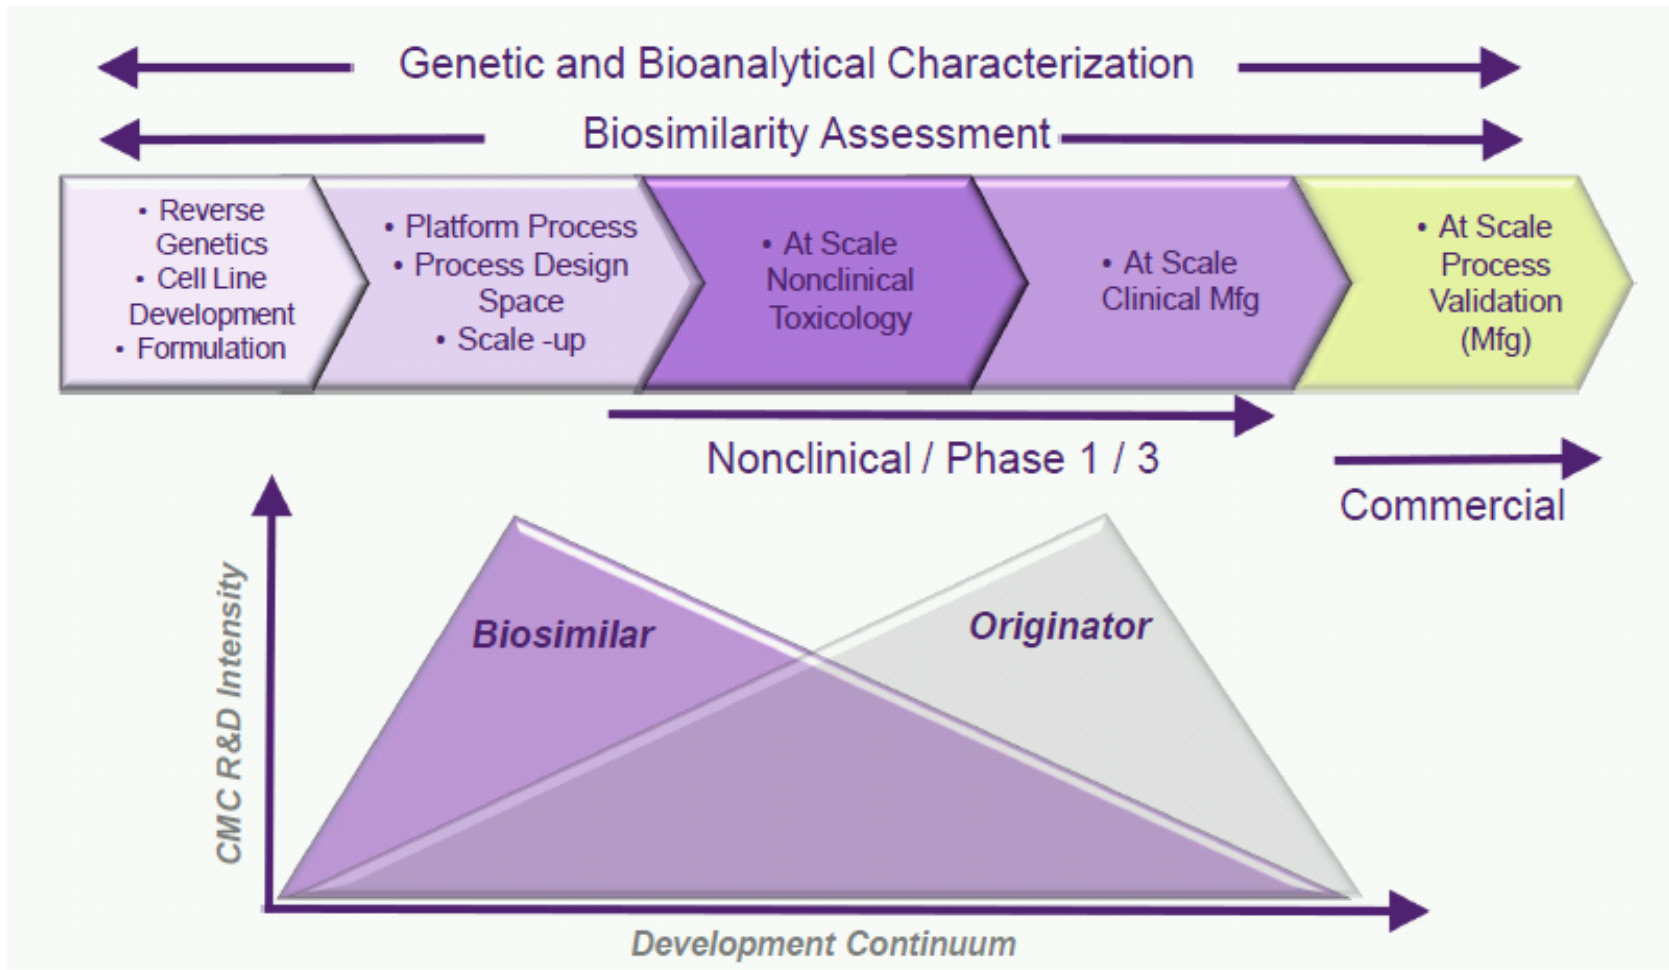 Genetic and Bioanalytical Characterization
Biosimilarity Assessment
• Reverse
Genetics
• Cell Line
Development
• Formulation
• Platform Process
• Process Design
Space
• Scale -up
• At Scale
Nonclinical
Toxicology
• At Scale
Clinical Mfg
• At Scale
Process
Validation
(Mfg)
Nonclinical / Phase 1 / 3
Commercial
CMC R&D Intensity
Biosimilar
Originator
Development Continuum